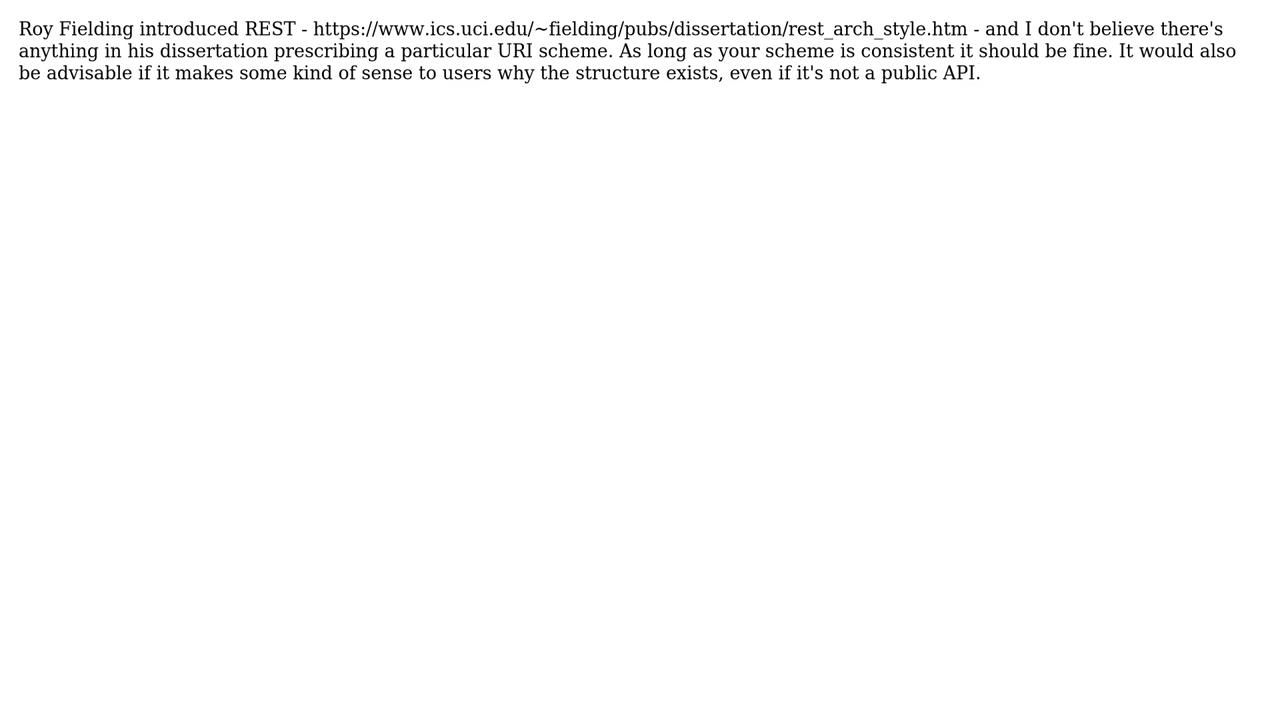 Roy Fielding introduced REST - https://www.ics.uci.edu/~fielding/pubs/dissertation/rest_arch_style.htm - and I don't believe there's
anything in his dissertation prescribing a particular URI scheme. As long as your scheme is consistent it should be fine. It would also
be advisable if it makes some kind of sense to users why the structure exists, even if it's not a public API.